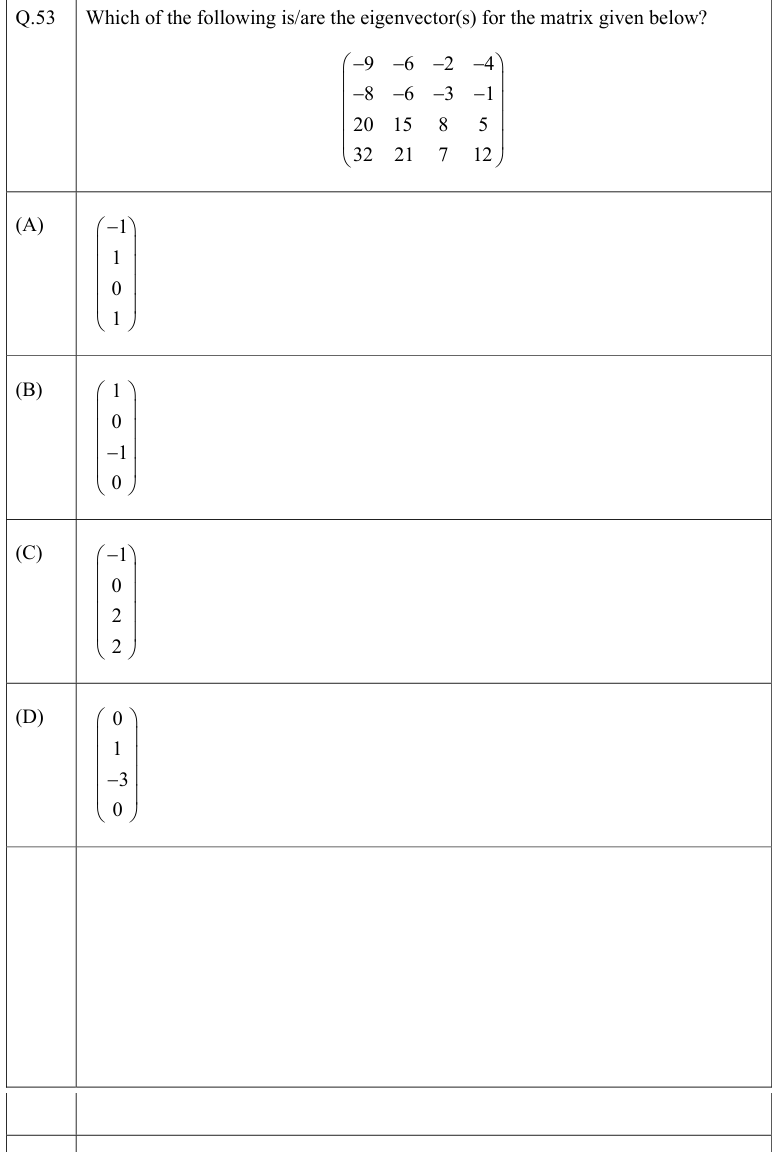 Q.53 Which of the following is/are the eigenvector(s) for the matrix given below?
−9 −6 −2 −4
−8 −6 −3 −1
20 15 8 5
32 21 7 12
(A)
−1
1
0
1
(B)
1
0
−1
0
(C)
−1
0
2
2
(D)
0
1
−3
0